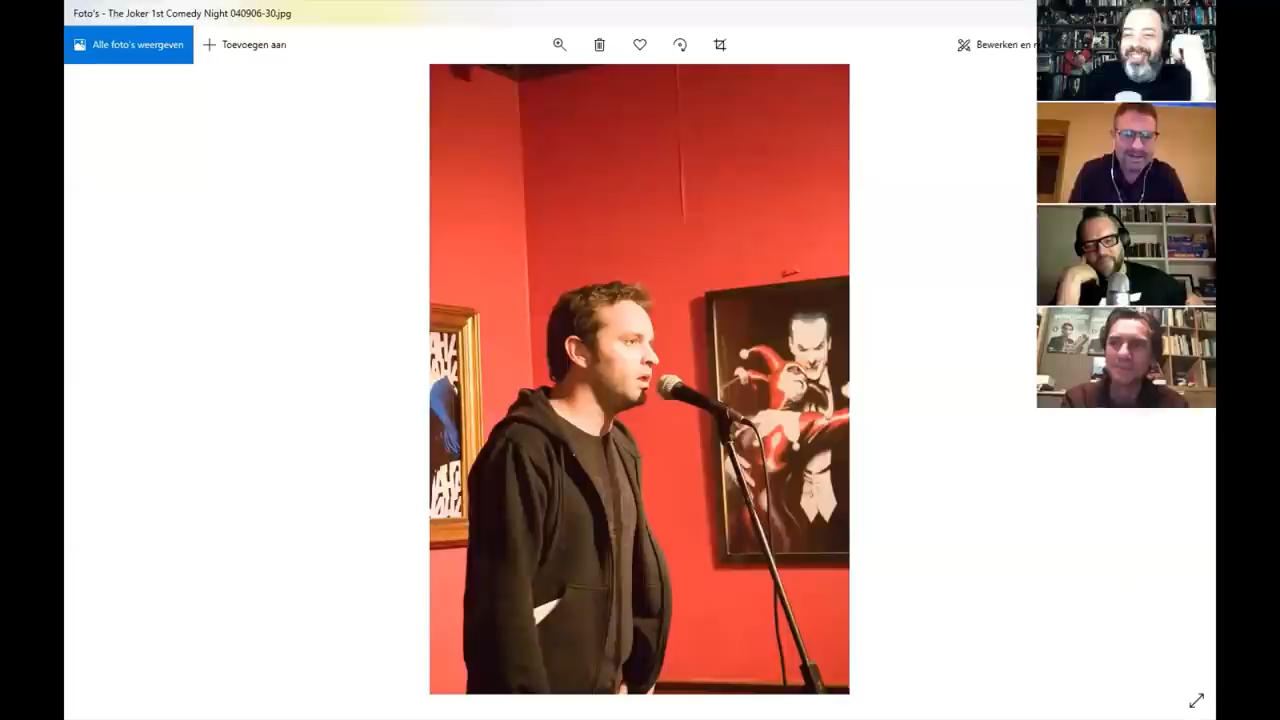 Foto's - The Joker 1st Comedy Night 040906-30.jpg
Alle foto's weergeven
Toevoegen aan
Bewerken en